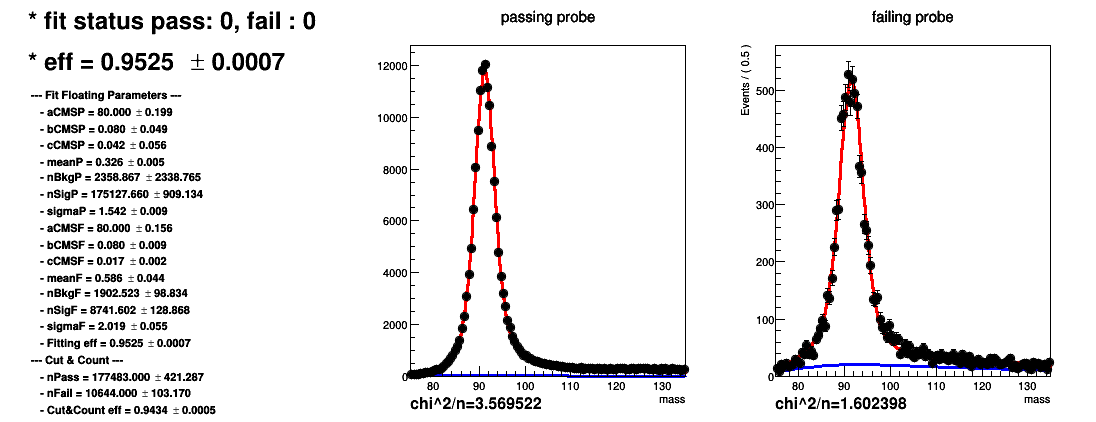 * fit status pass: 0, fail : 0
* eff = 0.9525 ± 0.0007
--- Fit Floating Parameters ---
- aCMSP = 80.000 ± 0.199
- bCMSP = 0.080 ± 0.049
- cCMSP = 0.042 ± 0.056
- meanP = 0.326 ± 0.005
- nBkgP = 2358.867 ± 2338.765
- nSigP = 175127.660 ± 909.134
- sigmaP = 1.542 ± 0.009
- aCMSF = 80.000 ± 0.156
- bCMSF = 0.080 ± 0.009
- cCMSF = 0.017 ± 0.002
- meanF = 0.586 ± 0.044
- nBkgF = 1902.523 ± 98.834
- nSigF = 8741.602 ± 128.868
- sigmaF = 2.019 ± 0.055
- Fitting eff = 0.9525 ± 0.0007
--- Cut & Count ---
- nPass = 177483.000 ± 421.287
- nFail = 10644.000 ± 103.170
- Cut&Count eff = 0.9434 ± 0.0005
passing probe
12000
10000
8000
6000
4000
2000
0
80 90 100 110 120 130
mass
chi^2/n=3.569522
failing probe
Events / ( 0.5 )
500
400
300
200
100
0
80 90 100 110 120 130
mass
chi^2/n=1.602398